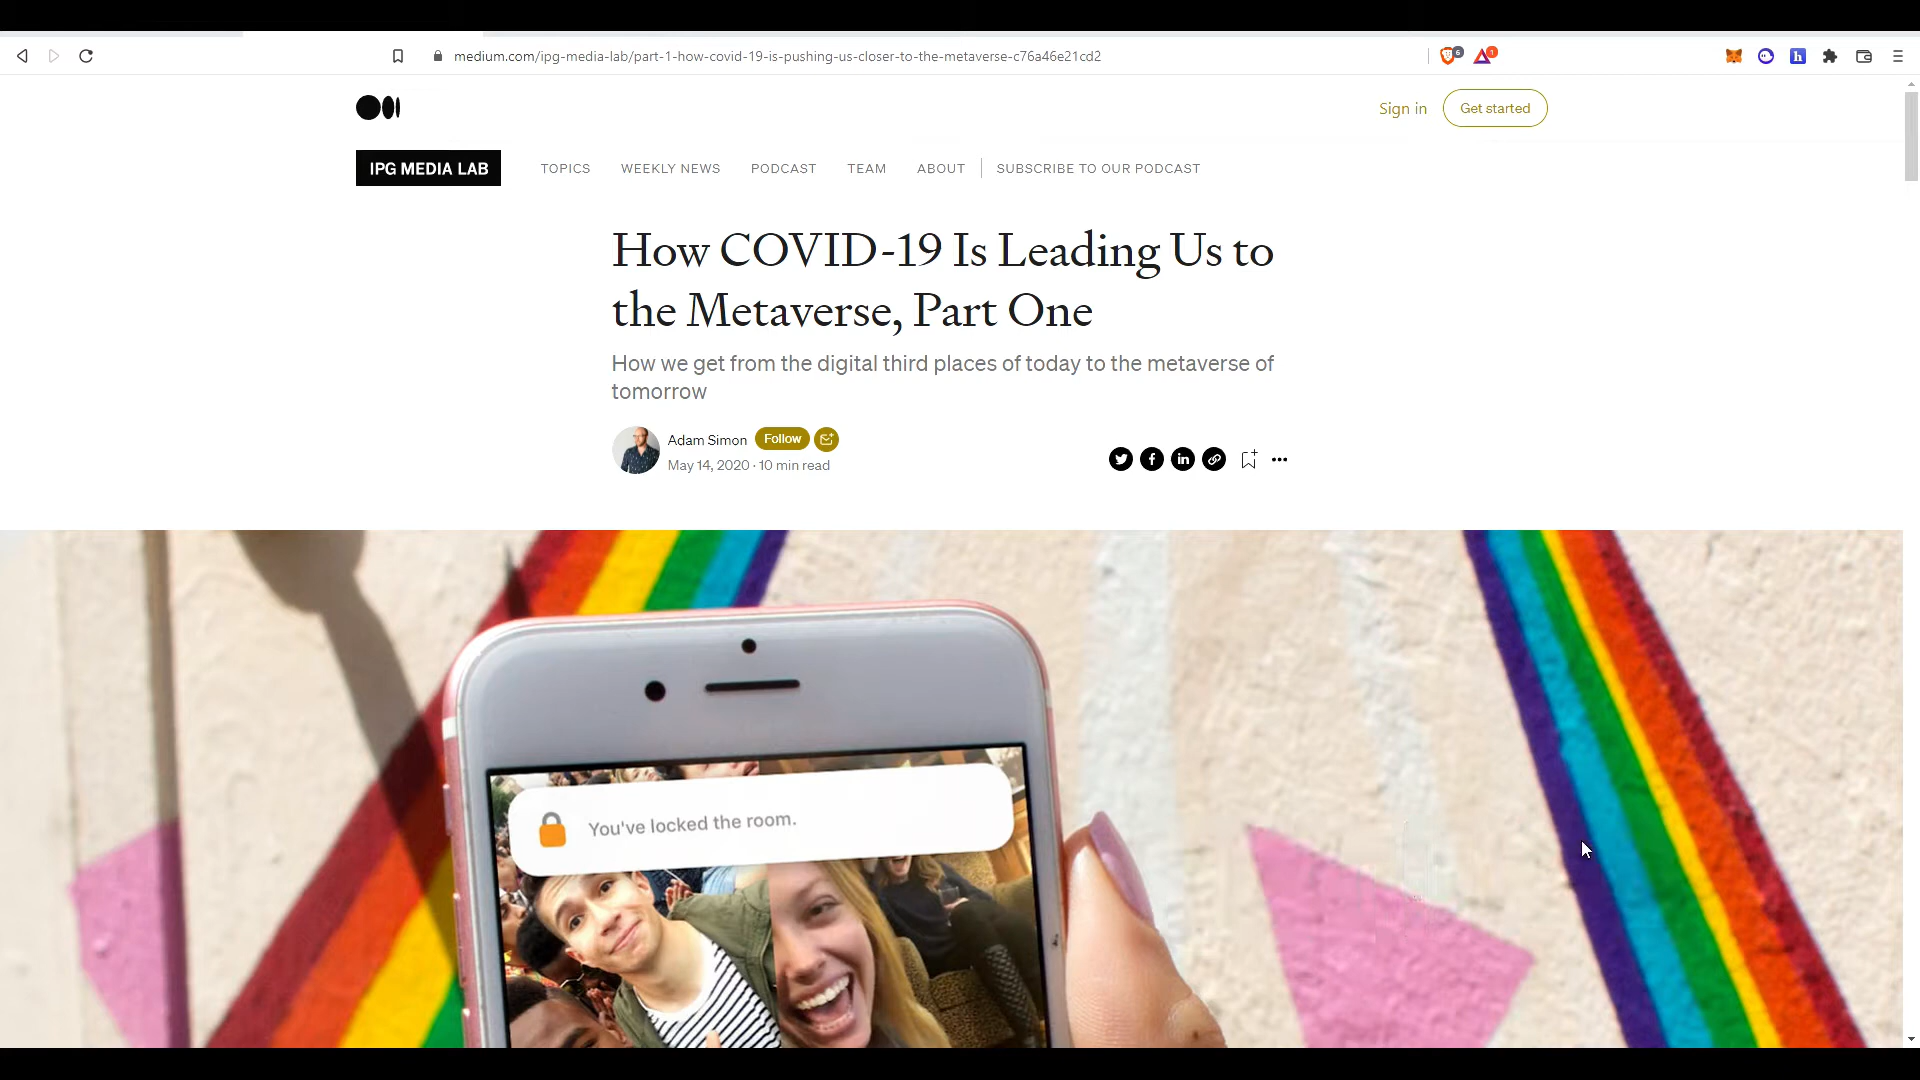 medium.com/ipg-media-lab/part-1-how-covid-19-is-pushing-us-closer-to-the-metaverse-c76a46e21cd2
6
1
h
Sign in
Get started
IPG MEDIA LAB
TOPICS
WEEKLY NEWS
PODCAST
TEAM
ABOUT
SUBSCRIBE TO OUR PODCAST
How COVID-19 Is Leading Us to
the Metaverse, Part One
How we get from the digital third places of today to the metaverse of
tomorrow
Adam Simon
Follow
May 14, 2020 · 10 min read
You've locked the room.